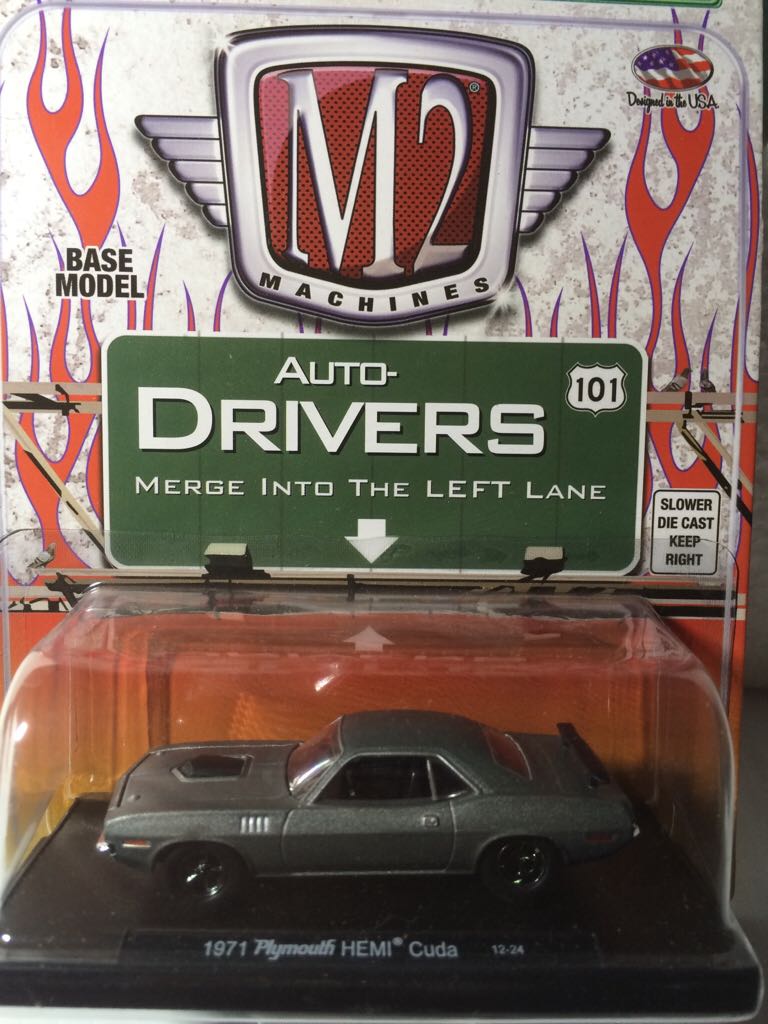 M2®
MACHINES
Designed in the USA.
BASE
MODEL
AUTO-
DRIVERS
101
MERGE INTO THE LEFT LANE
SLOWER
DIE CAST
KEEP
RIGHT
1971 Plymouth HEMI® Cuda 12-24